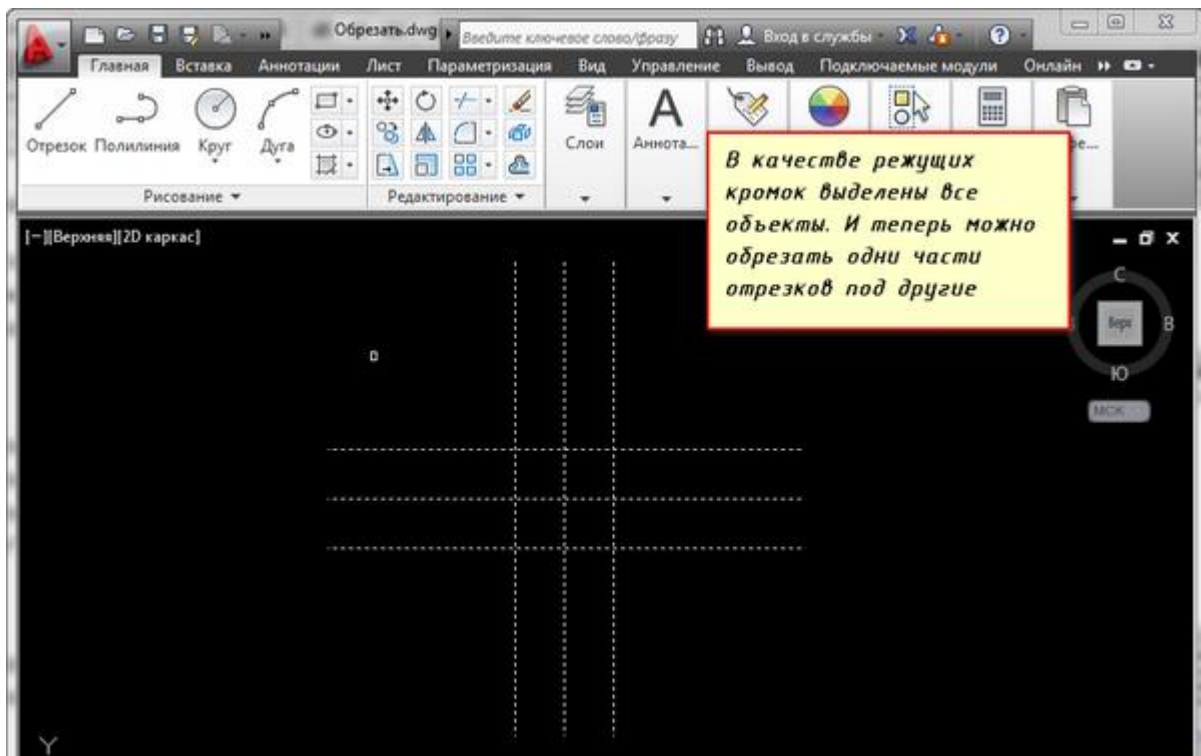 Обрезать.dwg
Введите ключевое слово/фразу
Вход в службы
Главная Вставка Аннотации Лист Параметризация Вид Управление Вывод Подключаемые модули Онлайн
Отрезок Полилиния Круг Дуга
Слои
Аннота...
Рисование
Редактирование
В качестве режущих
кромок выделены все
объекты. И теперь можно
обрезать одни части
отрезков под другие
[−][Верхняя][2D каркас]
С
Верх
В
Ю
МСК
Y